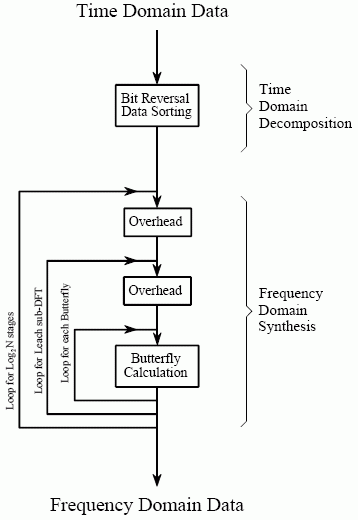 Time Domain Data
Bit Reversal
Data Sorting
Time
Domain
Decomposition
Overhead
Overhead
Butterfly
Calculation
Loop for Log₂N stages
Loop for Leach sub-DFT
Loop for each Butterfly
Frequency
Domain
Synthesis
Frequency Domain Data